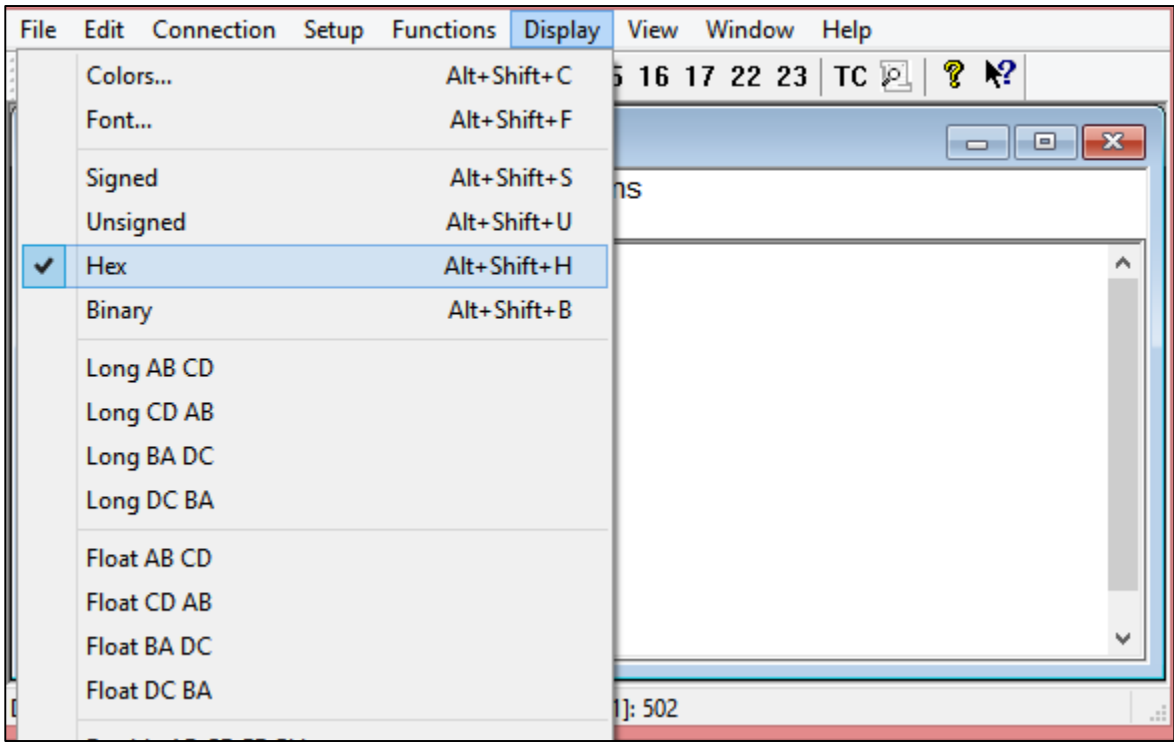 File Edit Connection Setup Functions Display View Window Help
16 17 22 23 TC
Colors... Alt+Shift+C
Font... Alt+Shift+F
Signed Alt+Shift+S
Unsigned Alt+Shift+U
Hex Alt+Shift+H
Binary Alt+Shift+B
Long AB CD
Long CD AB
Long BA DC
Long DC BA
Float AB CD
Float CD AB
Float BA DC
Float DC BA
]: 502